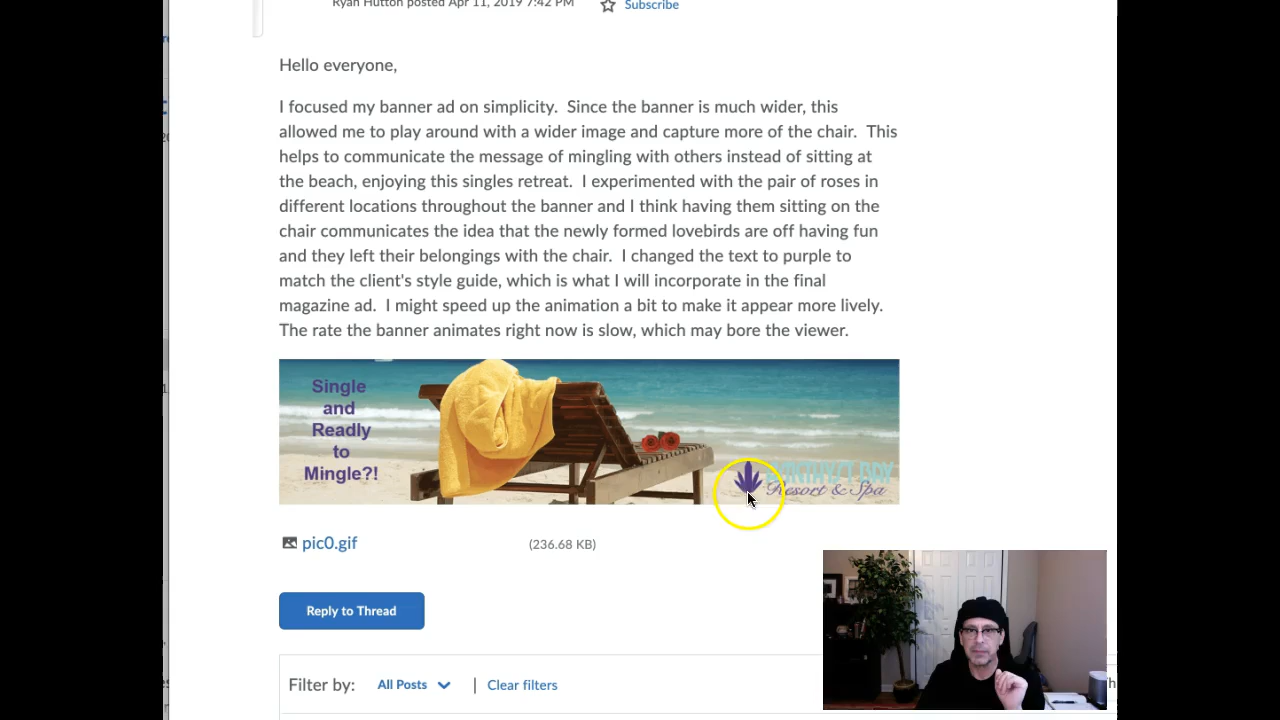 Ryan Hutton posted Apr 11, 2019 7:42 PM
Subscribe
Hello everyone,
I focused my banner ad on simplicity.  Since the banner is much wider, this
allowed me to play around with a wider image and capture more of the chair.  This
helps to communicate the message of mingling with others instead of sitting at
the beach, enjoying this singles retreat.  I experimented with the pair of roses in
different locations throughout the banner and I think having them sitting on the
chair communicates the idea that the newly formed lovebirds are off having fun
and they left their belongings with the chair.  I changed the text to purple to
match the client's style guide, which is what I will incorporate in the final
magazine ad.  I might speed up the animation a bit to make it appear more lively.
The rate the banner animates right now is slow, which may bore the viewer.
Single
and
Readly
to
Mingle?!
AMETHYST BAY
Resort & Spa
pic0.gif
(236.68 KB)
Reply to Thread
Filter by:
All Posts
Clear filters